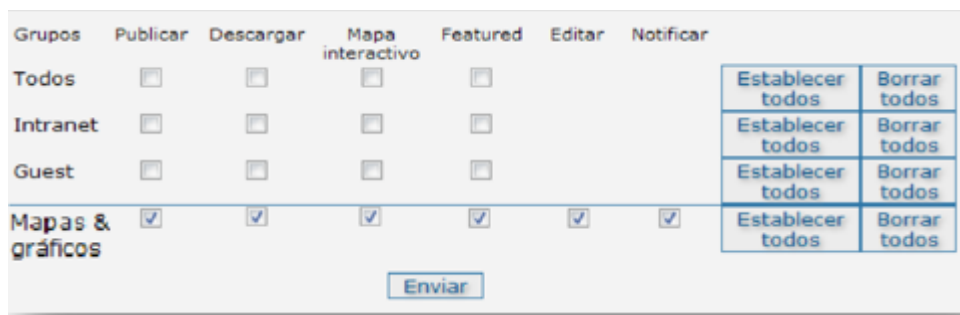 Grupos Publicar Descargar Mapa interactivo Featured Editar Notificar
Todos Establecer todos Borrar todos
Intranet Establecer todos Borrar todos
Guest Establecer todos Borrar todos
Mapas & gráficos Establecer todos Borrar todos
Enviar